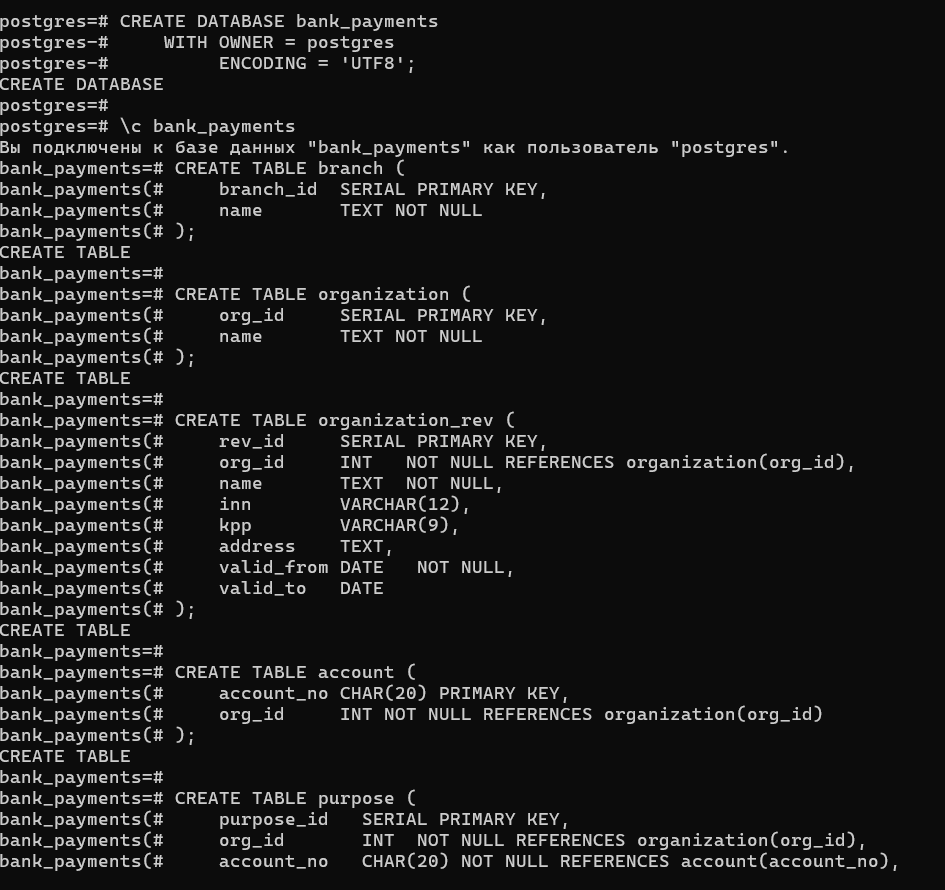 postgres=# CREATE DATABASE bank_payments
postgres-#     WITH OWNER = postgres
postgres-#          ENCODING = 'UTF8';
CREATE DATABASE
postgres=#
postgres=# \c bank_payments
Вы подключены к базе данных "bank_payments" как пользователь "postgres".
bank_payments=# CREATE TABLE branch (
bank_payments(#     branch_id  SERIAL PRIMARY KEY,
bank_payments(#     name       TEXT NOT NULL
bank_payments(# );
CREATE TABLE
bank_payments=#
bank_payments=# CREATE TABLE organization (
bank_payments(#     org_id     SERIAL PRIMARY KEY,
bank_payments(#     name       TEXT NOT NULL
bank_payments(# );
CREATE TABLE
bank_payments=#
bank_payments=# CREATE TABLE organization_rev (
bank_payments(#     rev_id     SERIAL PRIMARY KEY,
bank_payments(#     org_id     INT   NOT NULL REFERENCES organization(org_id),
bank_payments(#     name       TEXT  NOT NULL,
bank_payments(#     inn        VARCHAR(12),
bank_payments(#     kpp        VARCHAR(9),
bank_payments(#     address    TEXT,
bank_payments(#     valid_from DATE   NOT NULL,
bank_payments(#     valid_to   DATE
bank_payments(# );
CREATE TABLE
bank_payments=#
bank_payments=# CREATE TABLE account (
bank_payments(#     account_no CHAR(20) PRIMARY KEY,
bank_payments(#     org_id     INT NOT NULL REFERENCES organization(org_id)
bank_payments(# );
CREATE TABLE
bank_payments=#
bank_payments=# CREATE TABLE purpose (
bank_payments(#     purpose_id   SERIAL PRIMARY KEY,
bank_payments(#     org_id       INT  NOT NULL REFERENCES organization(org_id),
bank_payments(#     account_no   CHAR(20) NOT NULL REFERENCES account(account_no),